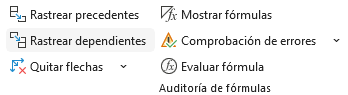 Rastrear precedentes
Rastrear dependientes
Quitar flechas
Mostrar fórmulas
Comprobación de errores
Evaluar fórmula
Auditoría de fórmulas